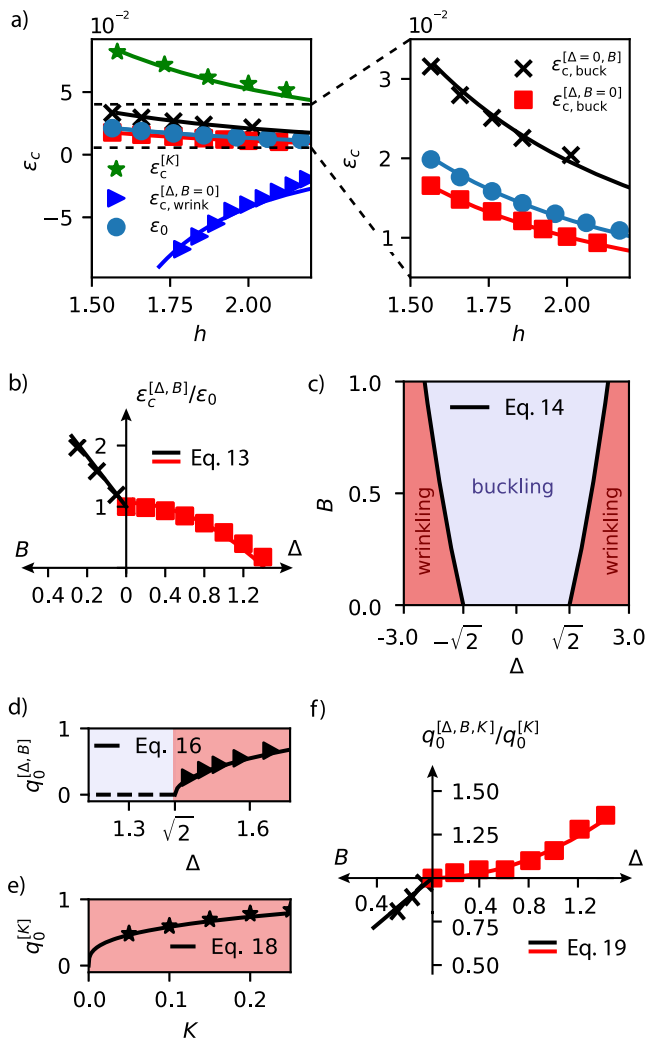 a)
10⁻²
5
0
−5
ε_c
1.50
1.75
2.00
h
ε_c^[K]
ε_c, wrink^[Δ, B=0]
ε_0
10⁻²
3
2
1
ε_c
1.50
1.75
2.00
h
ε_c, buck^[Δ=0, B]
ε_c, buck^[Δ, B=0]
b)
ε_c^[Δ, B]/ε_0
2
1
Eq. 13
B
Δ
0.4
0.2
0
0.4
0.8
1.2
c)
1.0
0.5
0.0
B
Eq. 14
buckling
wrinkling
wrinkling
-3.0
−√2
0
√2
3.0
Δ
d)
1
0
q_0^[Δ, B]
Eq. 16
1.3
√2
1.6
Δ
e)
1
0
q_0^[K]
Eq. 18
0.0
0.1
0.2
K
f)
q_0^[Δ, B, K]/q_0^[K]
1.50
1.25
B
Δ
0.4
0.4
0.8
1.2
0.75
0.50
Eq. 19